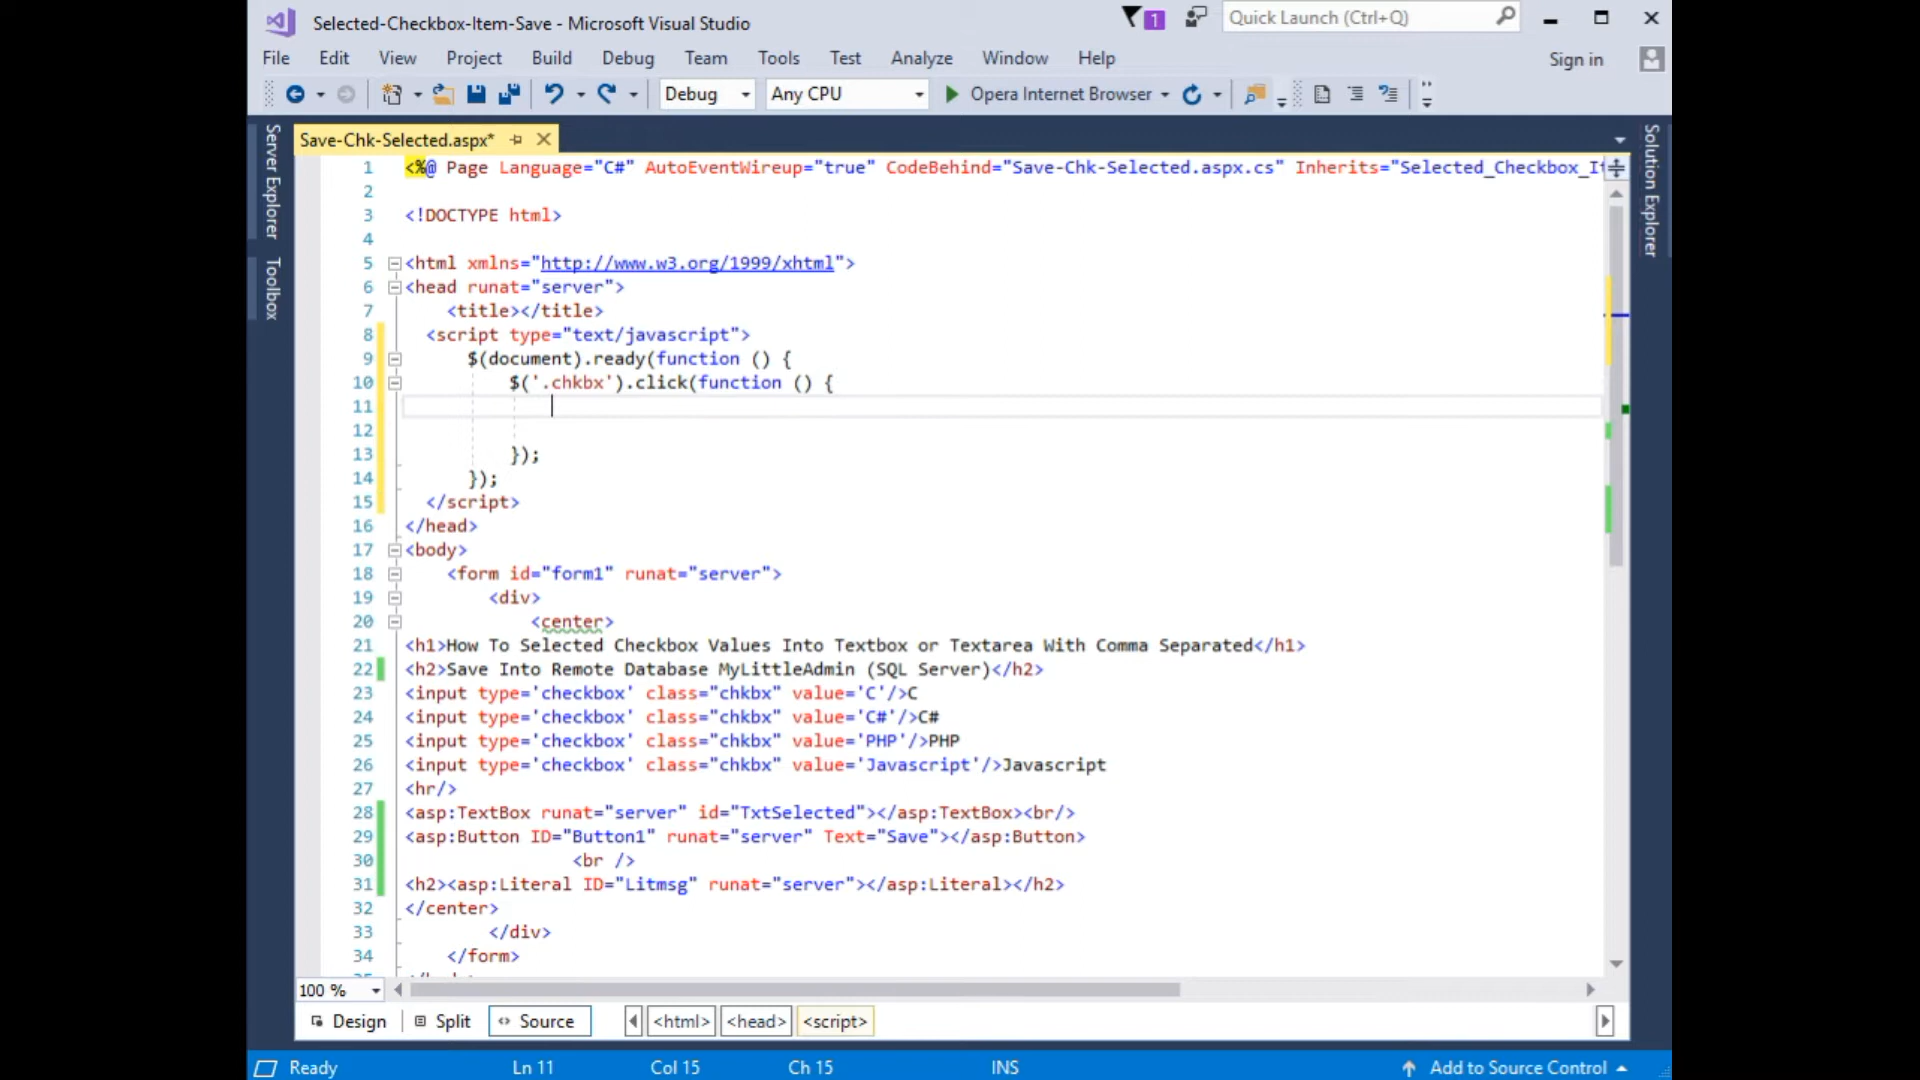 Selected-Checkbox-Item-Save - Microsoft Visual Studio
1
Quick Launch (Ctrl+Q)
File Edit View Project Build Debug Team Tools Test Analyze Window Help
Sign in
Debug Any CPU Opera Internet Browser
Server Explorer
Toolbox
Solution Explorer
Save-Chk-Selected.aspx*
1 <%@ Page Language="C#" AutoEventWireup="true" CodeBehind="Save-Chk-Selected.aspx.cs" Inherits="Selected_Checkbox_It
2
3 <!DOCTYPE html>
4
5 <html xmlns="http://www.w3.org/1999/xhtml">
6 <head runat="server">
7 <title></title>
8 <script type="text/javascript">
9 $(document).ready(function () {
10 $('.chkbx').click(function () {
11
12
13 });
14 });
15 </script>
16 </head>
17 <body>
18 <form id="form1" runat="server">
19 <div>
20 <center>
21 <h1>How To Selected Checkbox Values Into Textbox or Textarea With Comma Separated</h1>
22 <h2>Save Into Remote Database MyLittleAdmin (SQL Server)</h2>
23 <input type='checkbox' class="chkbx" value='C'/>C
24 <input type='checkbox' class="chkbx" value='C#'/>C#
25 <input type='checkbox' class="chkbx" value='PHP'/>PHP
26 <input type='checkbox' class="chkbx" value='Javascript'/>Javascript
27 <hr/>
28 <asp:TextBox runat="server" id="TxtSelected"></asp:TextBox><br/>
29 <asp:Button ID="Button1" runat="server" Text="Save"></asp:Button>
30 <br />
31 <h2><asp:Literal ID="Litmsg" runat="server"></asp:Literal></h2>
32 </center>
33 </div>
34 </form>
100 %
Design Split Source <html> <head> <script>
Ready Ln 11 Col 15 Ch 15 INS Add to Source Control